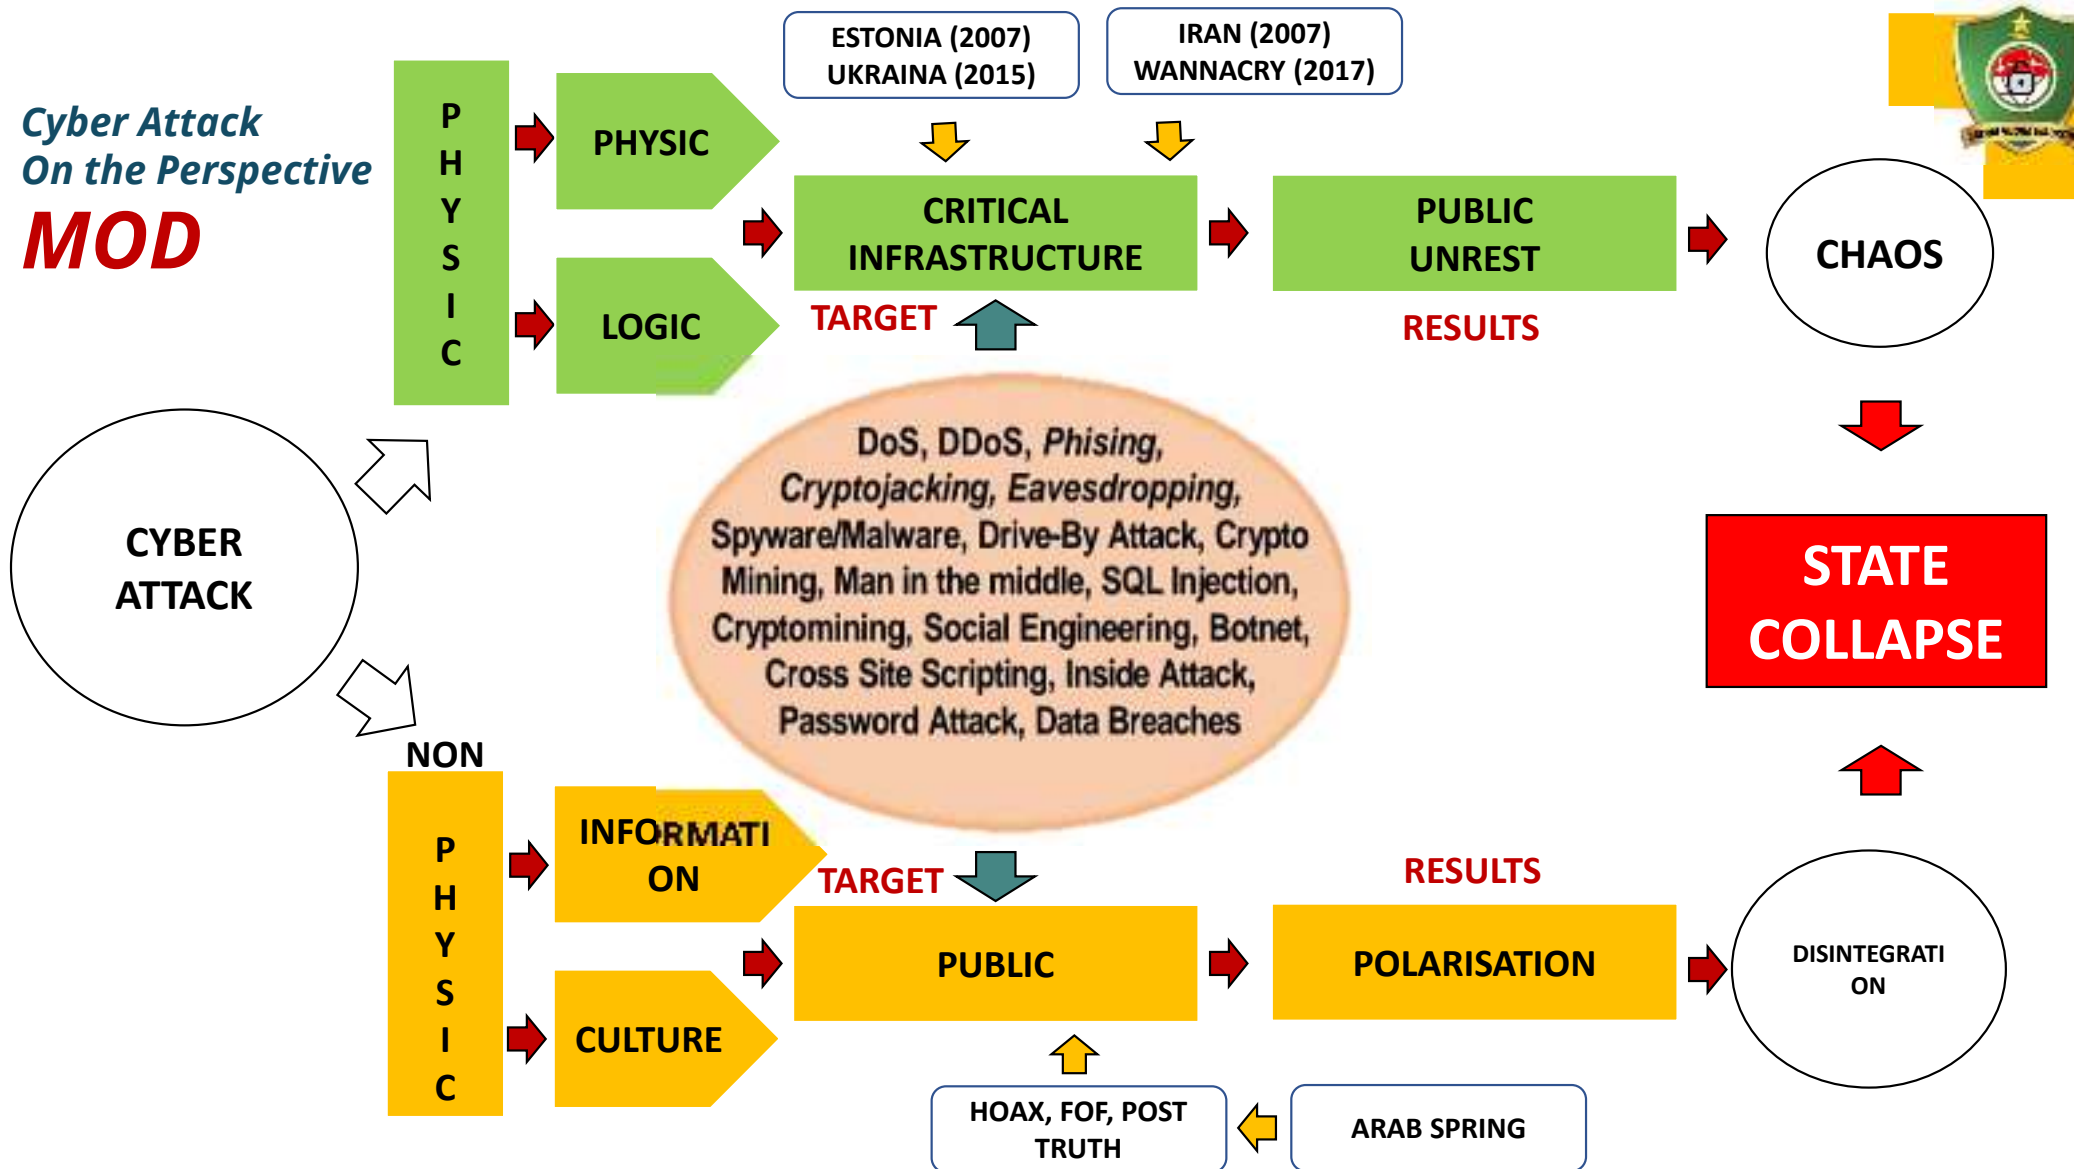 Cyber Attack
On the Perspective
MOD
ESTONIA (2007)
UKRAINA (2015)
IRAN (2007)
WANNACRY (2017)
PHYSIC
PHYSIC
LOGIC
CRITICAL
INFRASTRUCTURE
TARGET
PUBLIC
UNREST
RESULTS
CHAOS
CYBER
ATTACK
DoS, DDoS, Phising,
Cryptojacking, Eavesdropping,
Spyware/Malware, Drive-By Attack, Crypto
Mining, Man in the middle, SQL Injection,
Cryptomining, Social Engineering, Botnet,
Cross Site Scripting, Inside Attack,
Password Attack, Data Breaches
STATE
COLLAPSE
NON
PHYSIC
INFORMATI
ON
CULTURE
TARGET
PUBLIC
RESULTS
POLARISATION
DISINTEGRATI
ON
HOAX, FOF, POST
TRUTH
ARAB SPRING